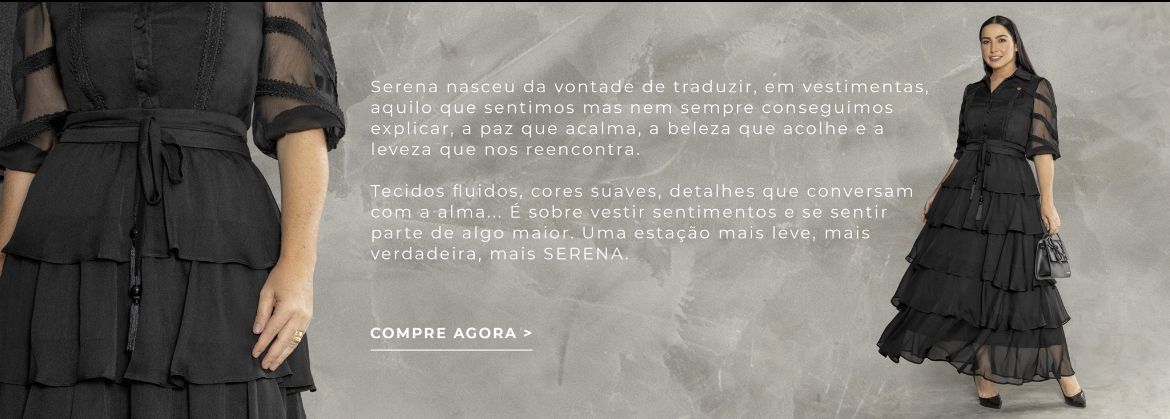 Serena nasceu da vontade de traduzir, em vestimentas,
aquilo que sentimos mas nem sempre conseguimos
explicar, a paz que acalma, a beleza que acolhe e a
leveza que nos reencontra.
Tecidos fluidos, cores suaves, detalhes que conversam
com a alma... É sobre vestir sentimentos e se sentir
parte de algo maior. Uma estação mais leve, mais
verdadeira, mais SERENA.
COMPRE AGORA >